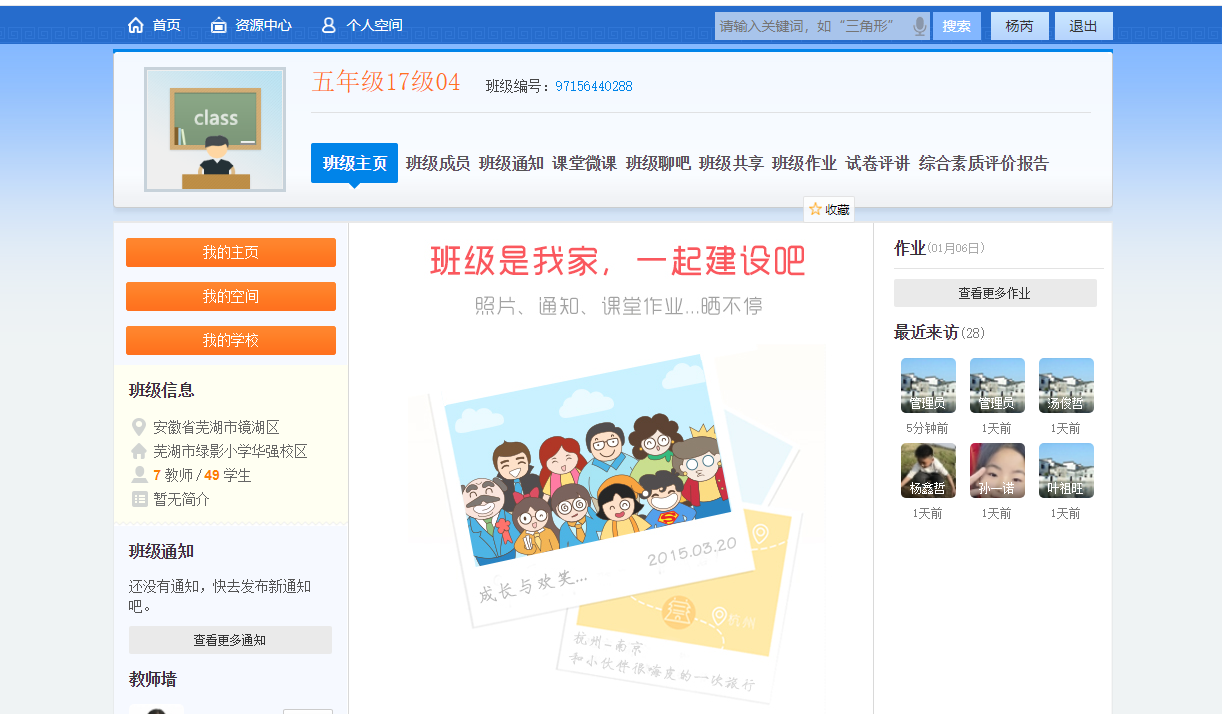 首页 资源中心 个人空间 请输入关键词，如“三角形” 搜索 杨芮 退出
五年级17级04 班级编号：97156440288
class
班级主页 班级成员 班级通知 课堂微课 班级聊吧 班级共享 班级作业 试卷评讲 综合素质评价报告
收藏
我的主页
我的空间
我的学校
班级信息
安徽省芜湖市镜湖区
芜湖市绿影小学华强校区
7 教师 / 49 学生
暂无简介
班级通知
还没有通知，快去发布新通知
吧。
查看更多通知
教师墙
班级是我家，一起建设吧
照片、通知、课堂作业...晒不停
2015.03.20
成长与欢笑...
杭州
杭州-南京
和小伙伴很嗨皮的一次旅行
作业(01月06日)
查看更多作业
最近来访(28)
管理员 管理员 汤俊哲
5分钟前 1天前 1天前
杨鑫哲 孙一诺 叶祖旺
1天前 1天前 1天前